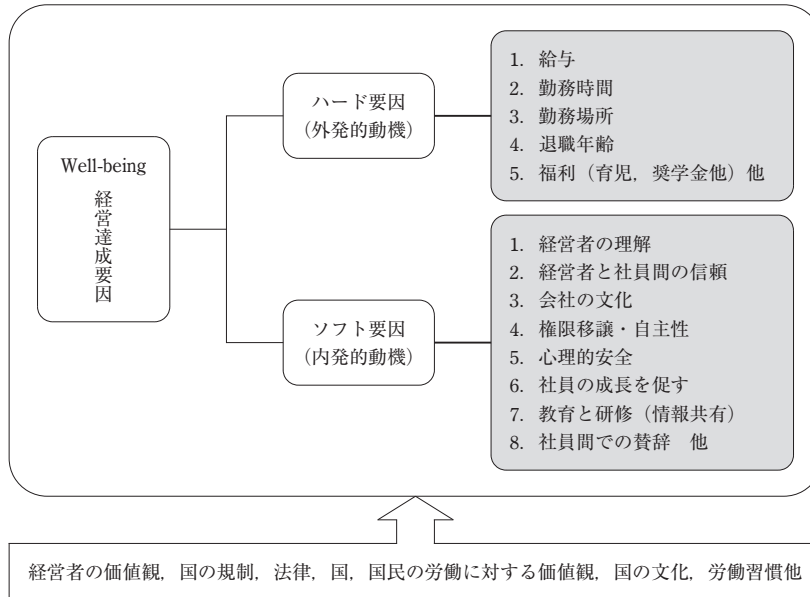 Well-being
経営達成要因
ハード要因
（外発的動機）
1. 給与
2. 勤務時間
3. 勤務場所
4. 退職年齢
5. 福利（育児，奨学金他）他
ソフト要因
（内発的動機）
1. 経営者の理解
2. 経営者と社員間の信頼
3. 会社の文化
4. 権限移譲・自主性
5. 心理的安全
6. 社員の成長を促す
7. 教育と研修（情報共有）
8. 社員間での賛辞　他
経営者の価値観，国の規制，法律，国，国民の労働に対する価値観，国の文化，労働習慣他